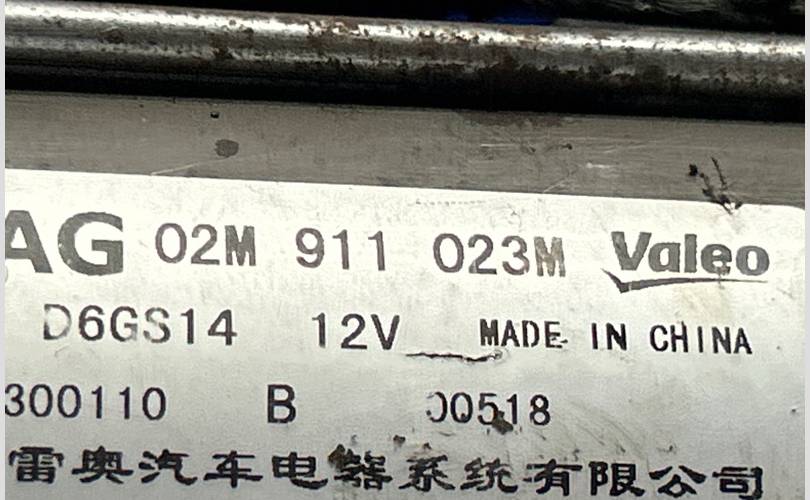 AG 02M 911 023M Valeo
D6GS14 12V MADE IN CHINA
300110 B 00518
雷奥汽车电器系统有限公司